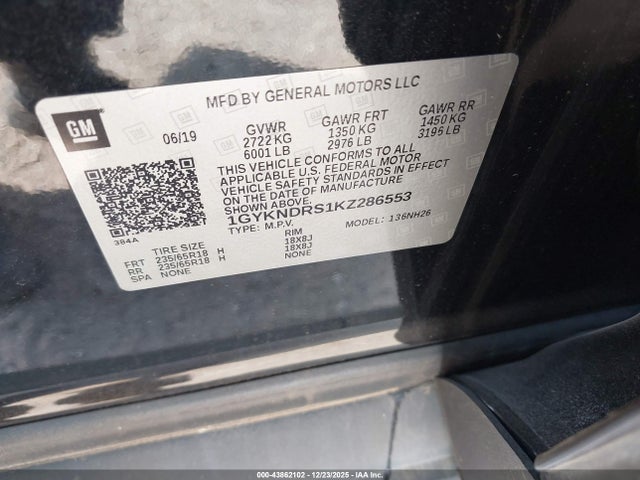 GM
MFD BY GENERAL MOTORS LLC
06/19 GVWR GAWR FRT GAWR RR
2722 KG 1350 KG 1450 KG
6001 LB 2976 LB 3196 LB
THIS VEHICLE CONFORMS TO ALL
APPLICABLE U.S. FEDERAL MOTOR
VEHICLE SAFETY STANDARDS IN EFFECT
ON THE DATE OF MANUFACTURE
SHOWN ABOVE.
1GYKNDRS1KZ286553
TYPE: M.P.V. MODEL: 136NH26
384A
TIRE SIZE RIM
FRT 235/65R18 H 18X8J
RR 235/65R18 H 18X8J
SPA NONE NONE
000-43862102 - 12/23/2025 - IAAI.COM